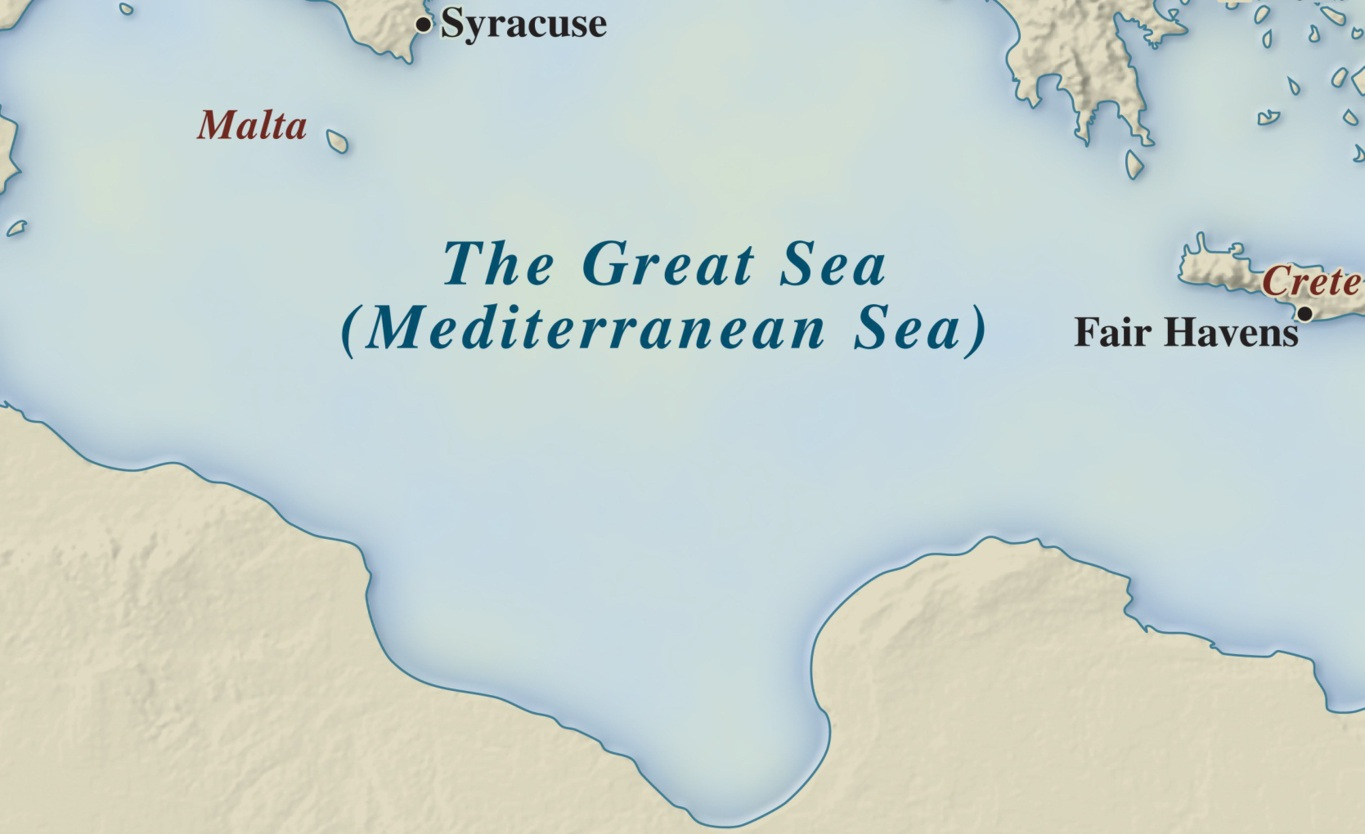 Syracuse
Malta
The Great Sea
(Mediterranean Sea)
Crete
Fair Havens